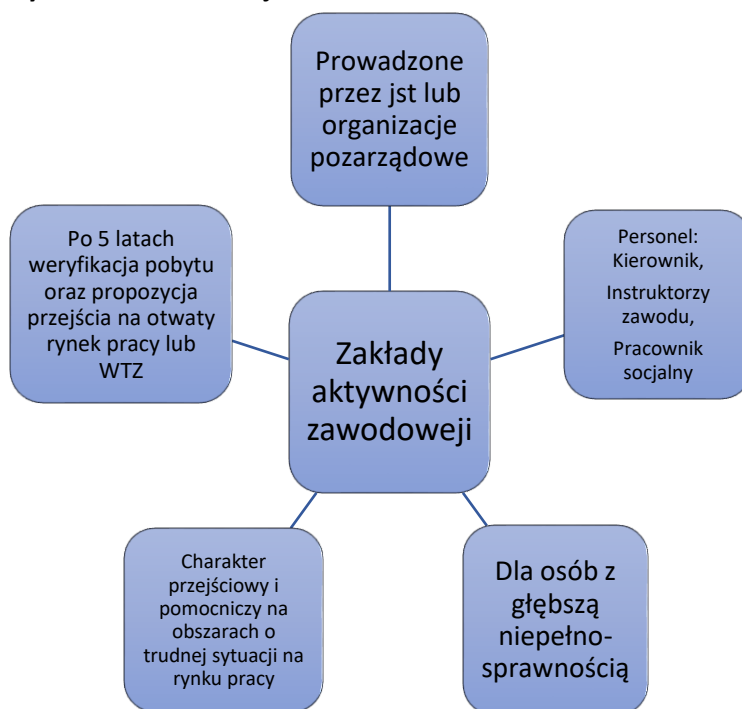 Prowadzone
przez jst lub
organizacje
pozarządowe
Po 5 latach
weryfikacja pobytu
oraz propozycja
przejścia na otwaty
rynek pracy lub
WTZ
Personel:
Kierownik,
Instruktorzy
zawodu,
Pracownik
socjalny
Zakłady
aktywności
zawodoweji
Charakter
przejściowy i
pomocniczy na
obszarach o
trudnej sytuacji na
rynku pracy
Dla osób z
głębszą
niepełno-
sprawnością